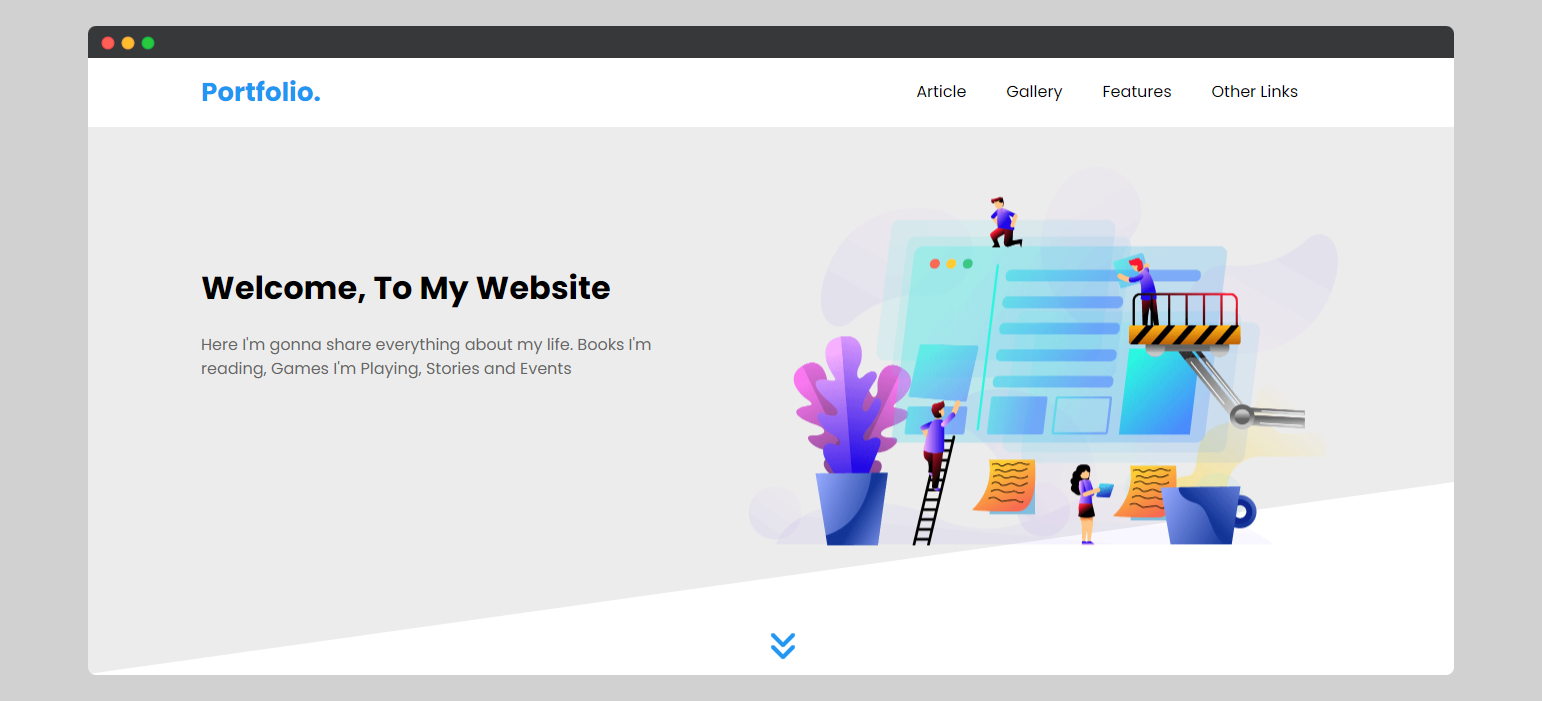 Portfolio.
Article
Gallery
Features
Other Links
Welcome, To My Website
Here I'm gonna share everything about my life. Books I'm
reading, Games I'm Playing, Stories and Events